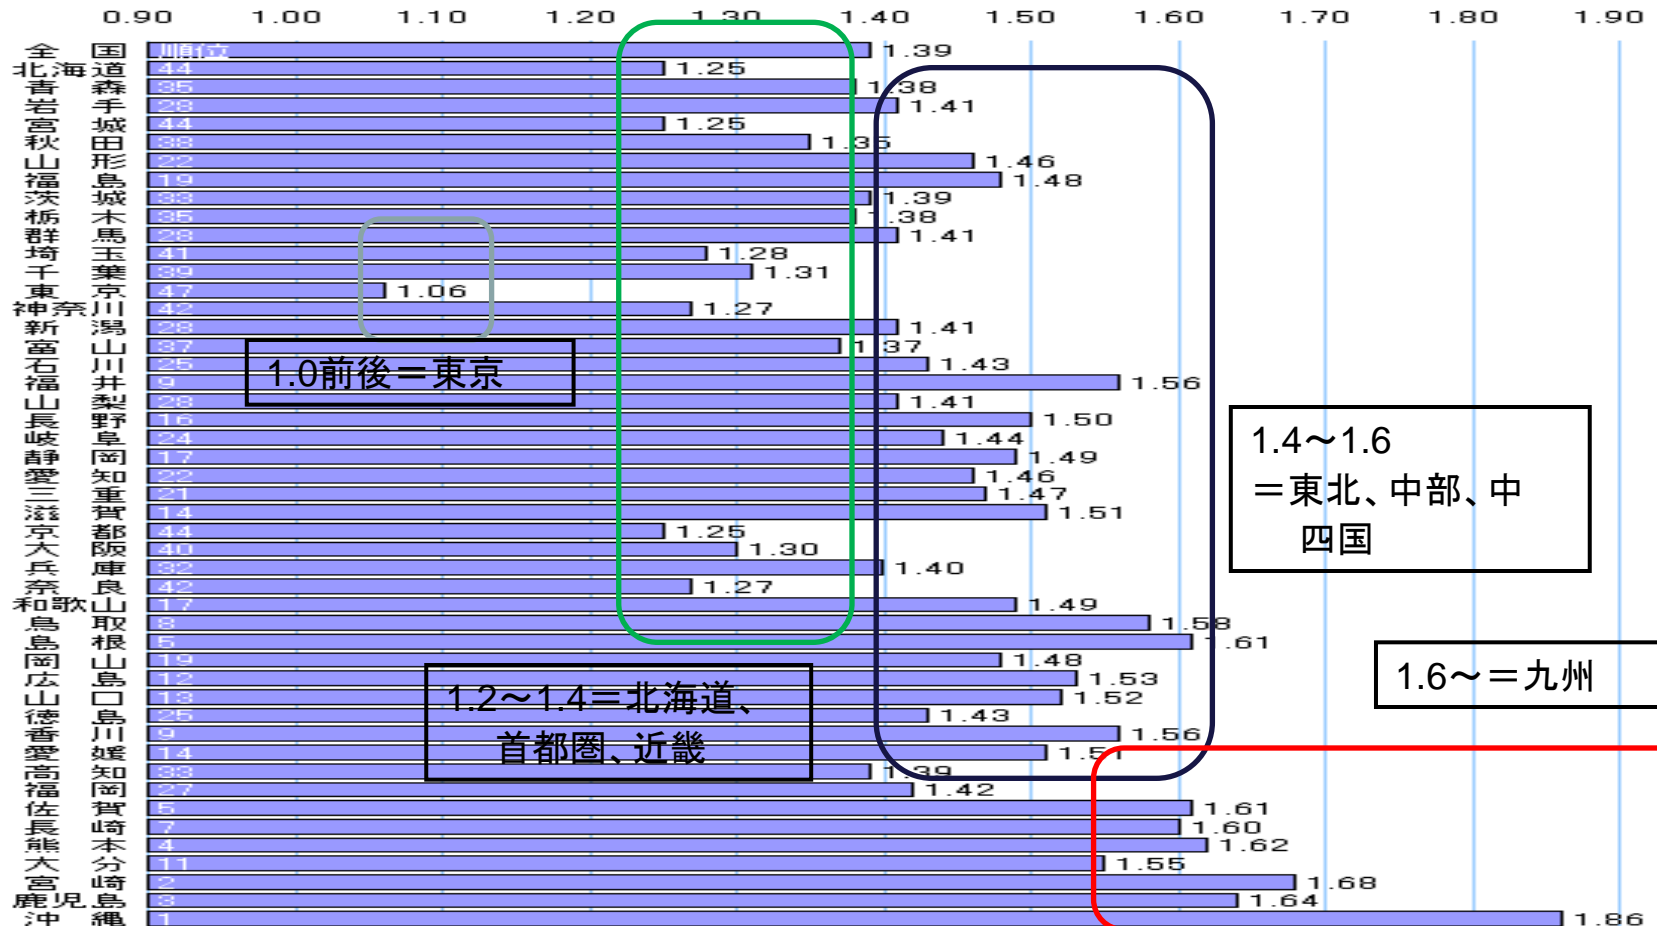 0.90 1.00 1.10 1.20 1.30 1.40 1.50 1.60 1.70 1.80 1.90
全国 順位 1.39
北海道 44 1.25
青森 35 1.38
岩手 28 1.41
宮城 44 1.25
秋田 38 1.35
山形 22 1.46
福島 19 1.48
茨城 33 1.39
栃木 35 1.38
群馬 28 1.41
埼玉 41 1.28
千葉 39 1.31
東京 47 1.06
神奈川 42 1.27
新潟 28 1.41
富山 37 1.37
石川 25 1.43
福井 9 1.56
山梨 28 1.41
長野 16 1.50
岐阜 24 1.44
静岡 17 1.49
愛知 22 1.46
三重 21 1.47
滋賀 14 1.51
京都 44 1.25
大阪 40 1.30
兵庫 32 1.40
奈良 42 1.27
和歌山 17 1.49
鳥取 8 1.58
島根 5 1.61
岡山 19 1.48
広島 12 1.53
山口 13 1.52
徳島 25 1.43
香川 9 1.56
愛媛 14 1.51
高知 33 1.39
福岡 27 1.42
佐賀 5 1.61
長崎 7 1.60
熊本 4 1.62
大分 11 1.55
宮崎 2 1.68
鹿児島 3 1.64
沖縄 1 1.86
1.0前後＝東京
1.4～1.6
＝東北、中部、中
四国
1.2～1.4＝北海道、
首都圏、近畿
1.6～＝九州